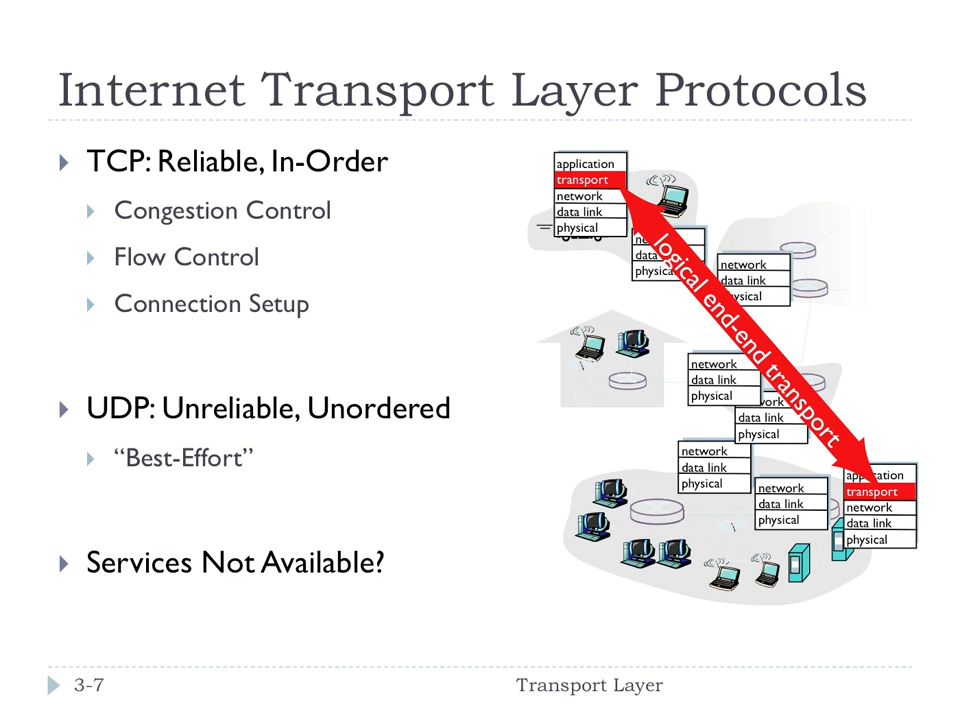 Internet Transport Layer Protocols
TCP: Reliable, In-Order
Congestion Control
Flow Control
Connection Setup
UDP: Unreliable, Unordered
“Best-Effort”
Services Not Available?
application
transport
network
data link
physical
data
physical
network
data link
physical
logical end-end transport
network
data link
physical
data link
physical
network
data link
physical
network
data link
physical
application
transport
network
data link
physical
3-7
Transport Layer